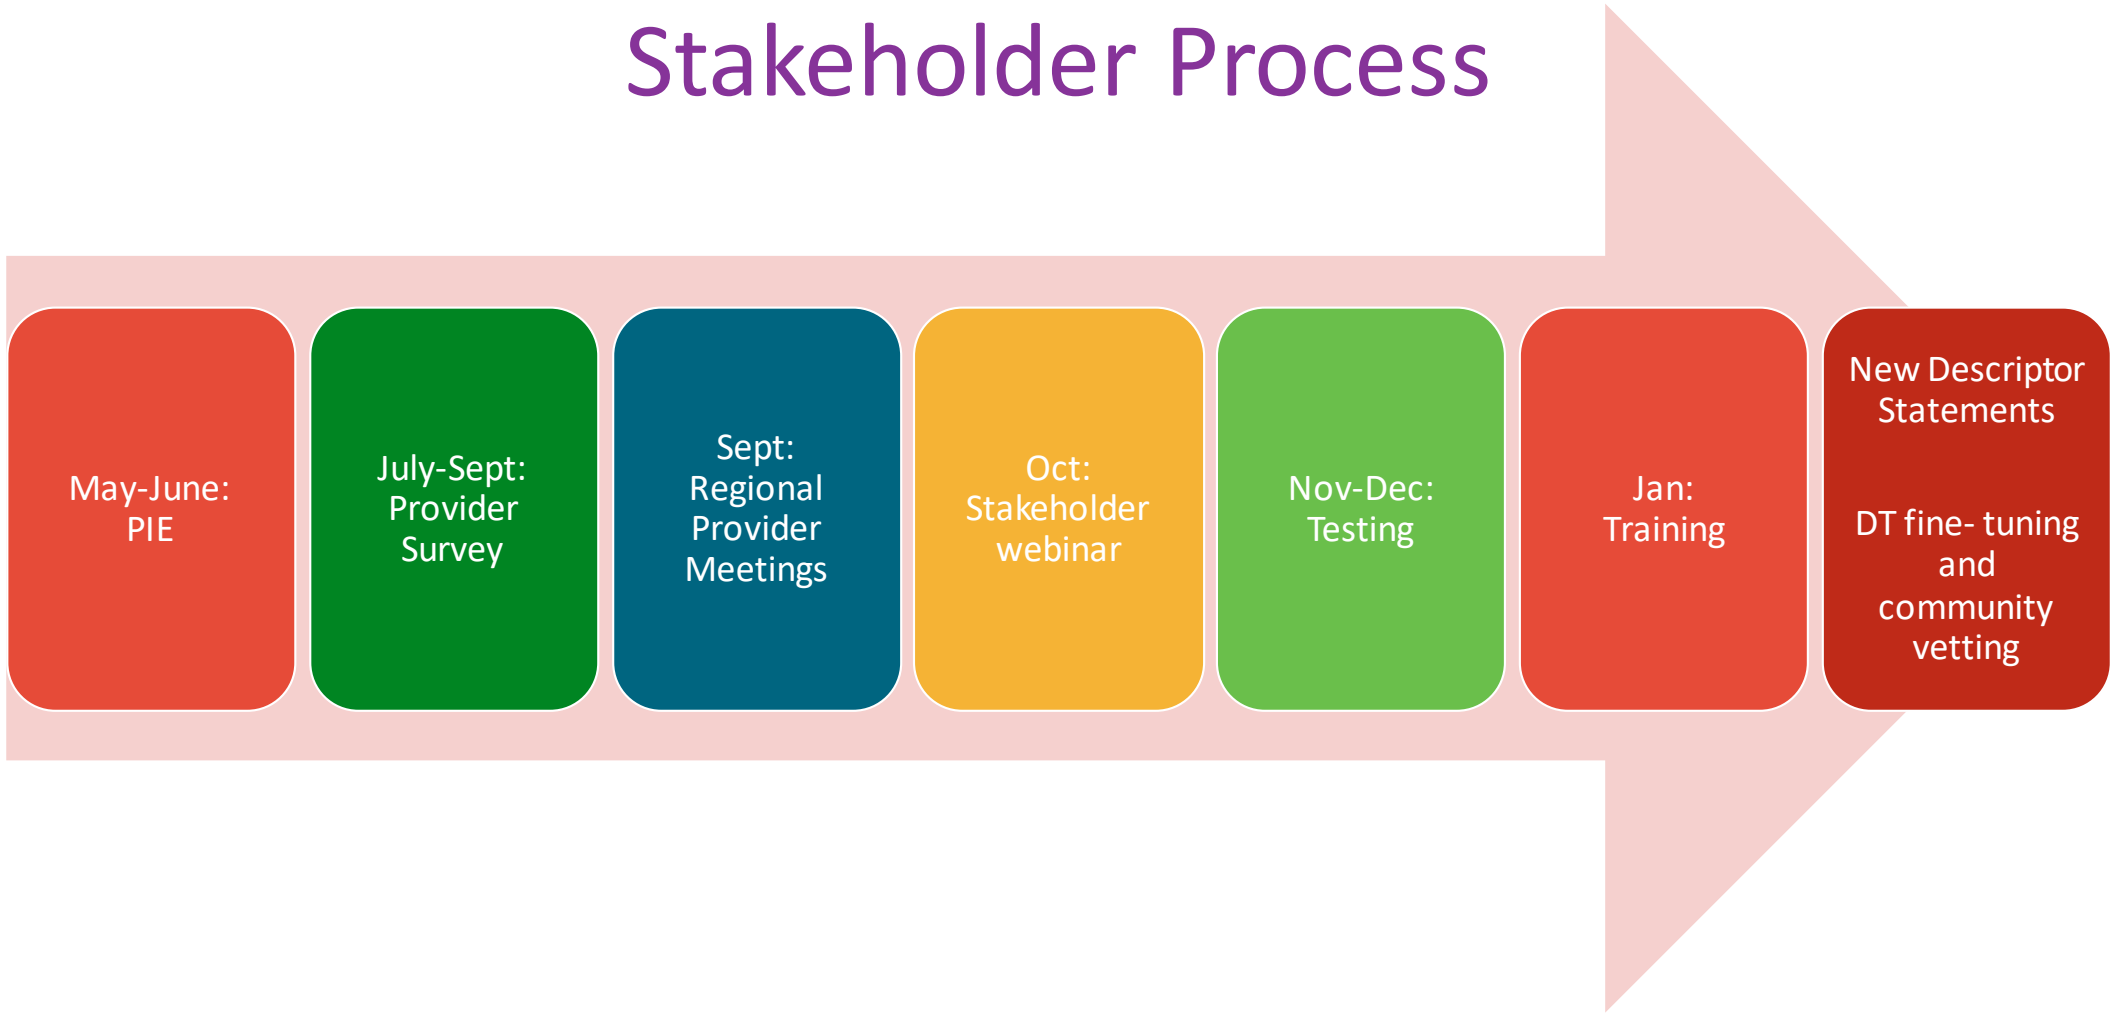 Stakeholder Process
May-June:
PIE
July-Sept:
Provider
Survey
Sept:
Regional
Provider
Meetings
Oct:
Stakeholder
webinar
Nov-Dec:
Testing
Jan:
Training
New Descriptor
Statements
DT fine- tuning
and
community
vetting